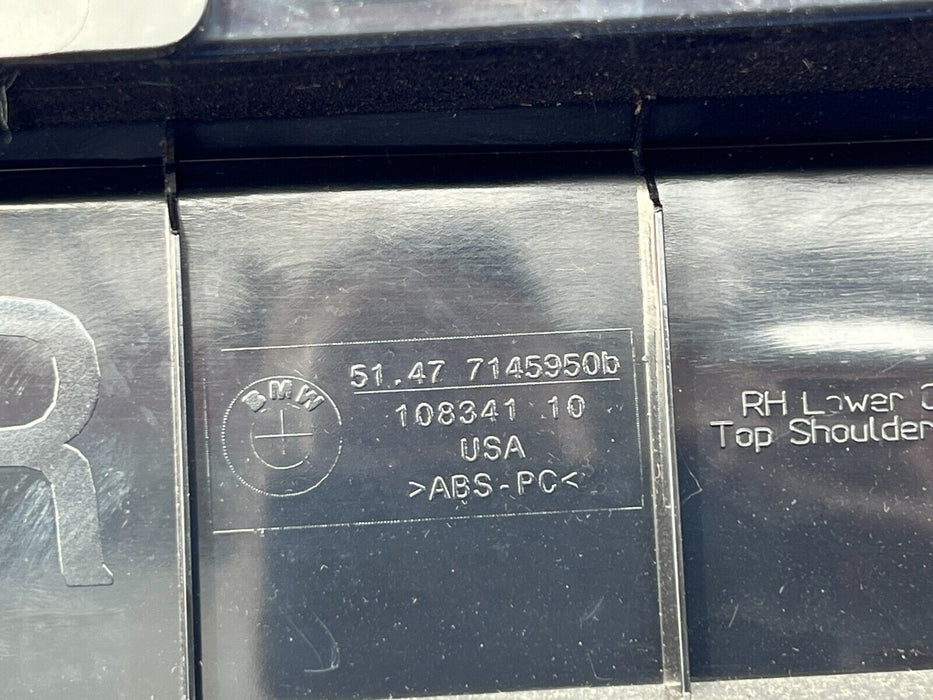 R
BMW
51.47 7145950b
108341 10
USA
>ABS-PC<
RH Lower
Top Shoulder